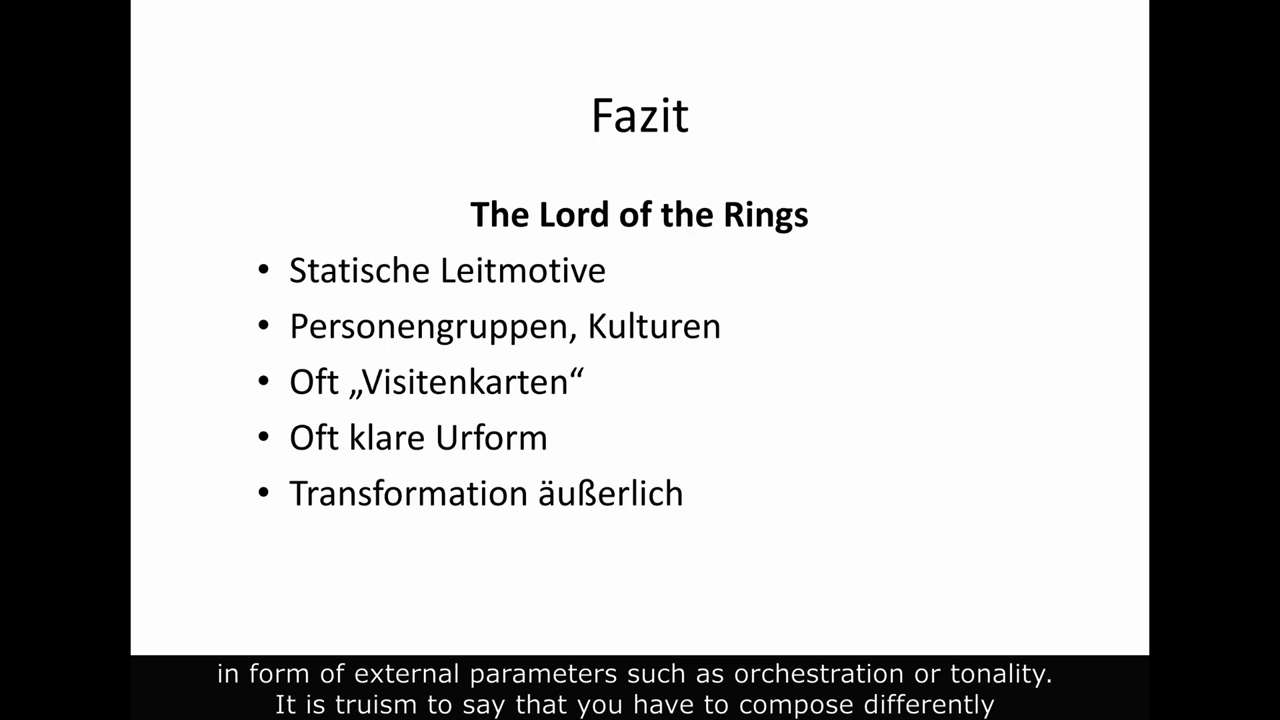 Fazit
The Lord of the Rings
• Statische Leitmotive
• Personengruppen, Kulturen
• Oft „Visitenkarten“
• Oft klare Urform
• Transformation äußerlich
in form of external parameters such as orchestration or tonality.
It is truism to say that you have to compose differently